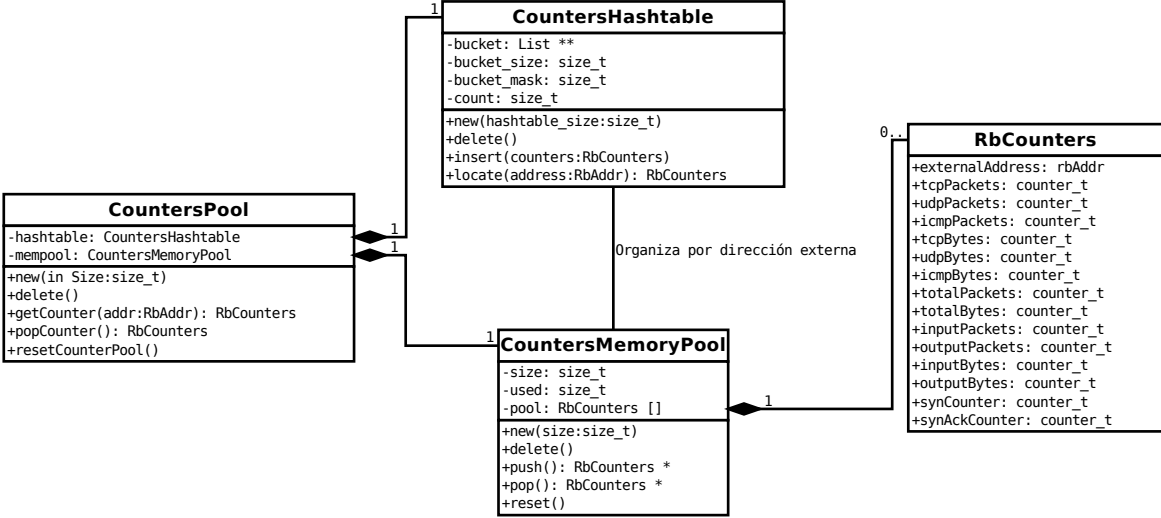 1
CountersHashtable
-bucket: List **
-bucket_size: size_t
-bucket_mask: size_t
-count: size_t
+new(hashtable_size:size_t)
+delete()
+insert(counters:RbCounters)
+locate(address:RbAddr): RbCounters
CountersPool
-hashtable: CountersHashtable
-mempool: CountersMemoryPool
+new(in Size:size_t)
+delete()
+getCounter(addr:RbAddr): RbCounters
+popCounter(): RbCounters
+resetCounterPool()
1
1
Organiza por dirección externa
1
CountersMemoryPool
-size: size_t
-used: size_t
-pool: RbCounters []
+new(size:size_t)
+delete()
+push(): RbCounters *
+pop(): RbCounters *
+reset()
1
0..
RbCounters
+externalAddress: rbAddr
+tcpPackets: counter_t
+udpPackets: counter_t
+icmpPackets: counter_t
+tcpBytes: counter_t
+udpBytes: counter_t
+icmpBytes: counter_t
+totalPackets: counter_t
+totalBytes: counter_t
+inputPackets: counter_t
+outputPackets: counter_t
+inputBytes: counter_t
+outputBytes: counter_t
+synCounter: counter_t
+synAckCounter: counter_t